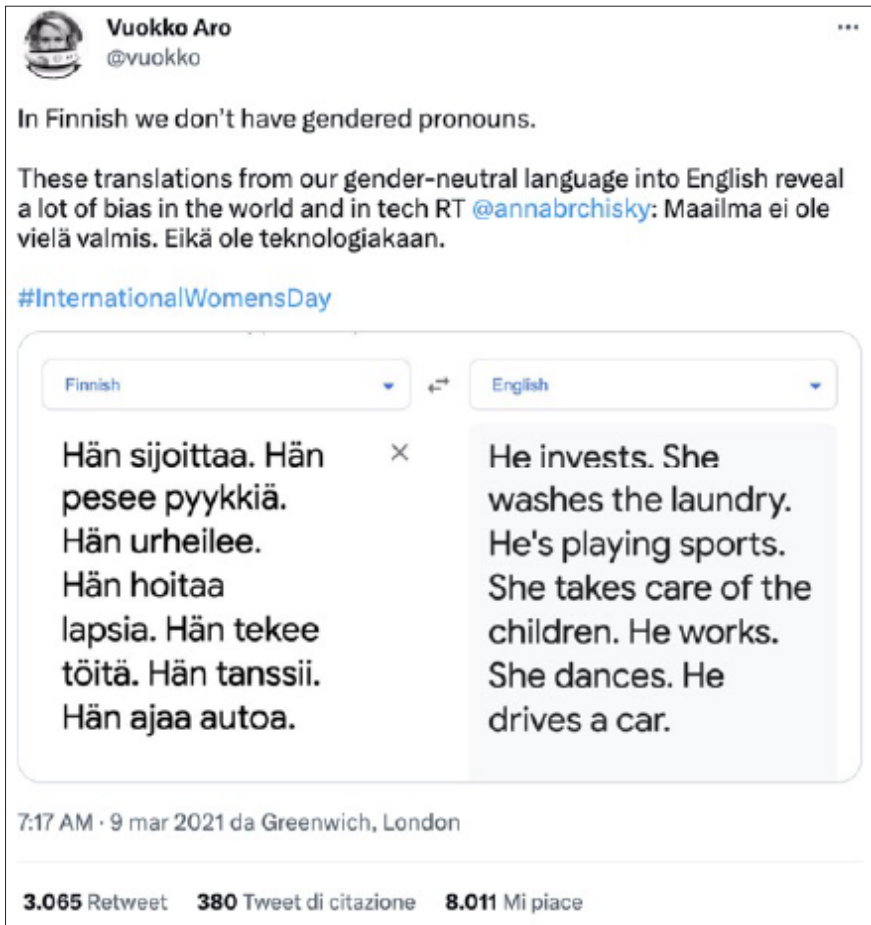 Vuokko Aro
@vuokko
In Finnish we don't have gendered pronouns.
These translations from our gender-neutral language into English reveal
a lot of bias in the world and in tech RT @annabrchisky: Maailma ei ole
vielä valmis. Eikä ole teknologiakaan.
#InternationalWomensDay
Finnish
English
Hän sijoittaa. Hän
pesee pyykkiä.
Hän urheilee.
Hän hoitaa
lapsia. Hän tekee
töitä. Hän tanssii.
Hän ajaa autoa.
He invests. She
washes the laundry.
He's playing sports.
She takes care of the
children. He works.
She dances. He
drives a car.
7:17 AM · 9 mar 2021 da Greenwich, London
3.065 Retweet 380 Tweet di citazione 8.011 Mi piace